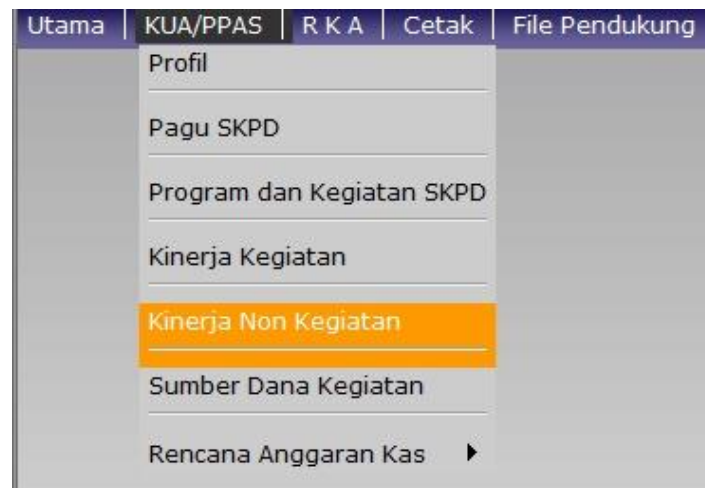 Utama | KUA/PPAS | R K A | Cetak | File Pendukung
Profil
Pagu SKPD
Program dan Kegiatan SKPD
Kinerja Kegiatan
Kinerja Non Kegiatan
Sumber Dana Kegiatan
Rencana Anggaran Kas